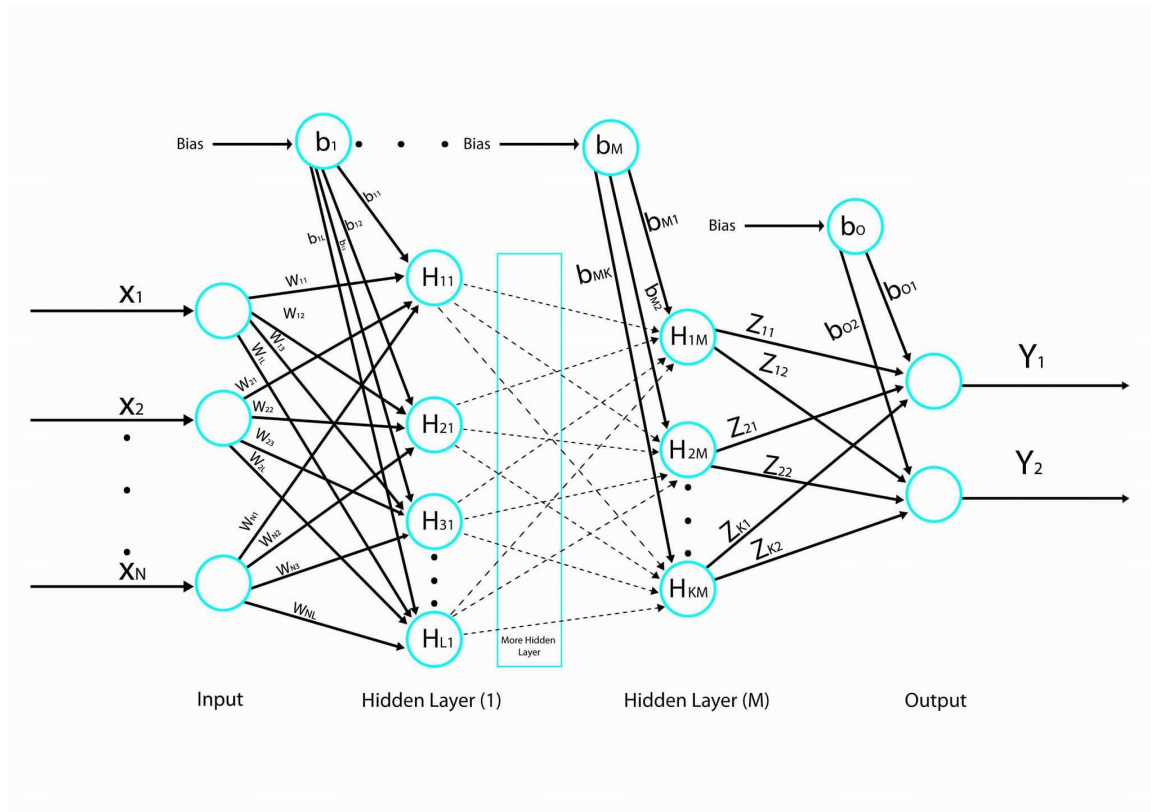 Bias
b1
Bias
bM
b11
b12
b1L
Bias
bO
bM1
bMK
bM2
bO1
bO2
X1
W11
W12
W13
W1L
H11
H1M
Z11
Z12
Y1
X2
W21
W22
W23
W2L
H21
H2M
Z21
Z22
Y2
H31
WN1
WN2
XN
WN3
WNL
HKM
ZK1
ZK2
HL1
More Hidden
Layer
Input
Hidden Layer (1)
Hidden Layer (M)
Output